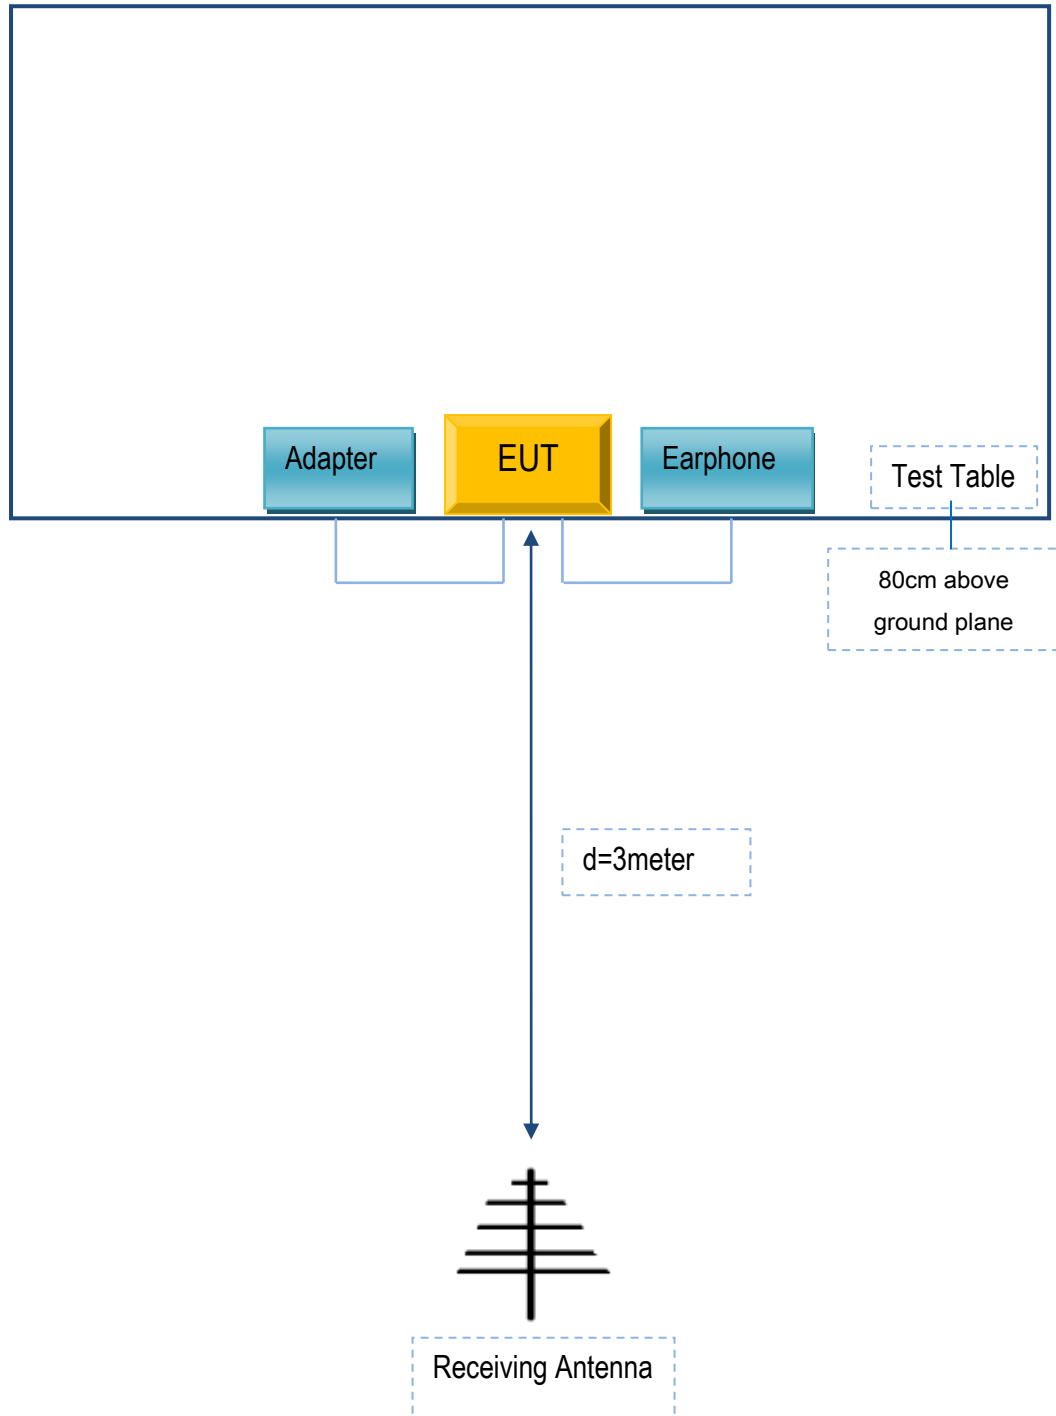 Adapter
EUT
Earphone
Test Table
80cm above
ground plane
d=3meter
Receiving Antenna